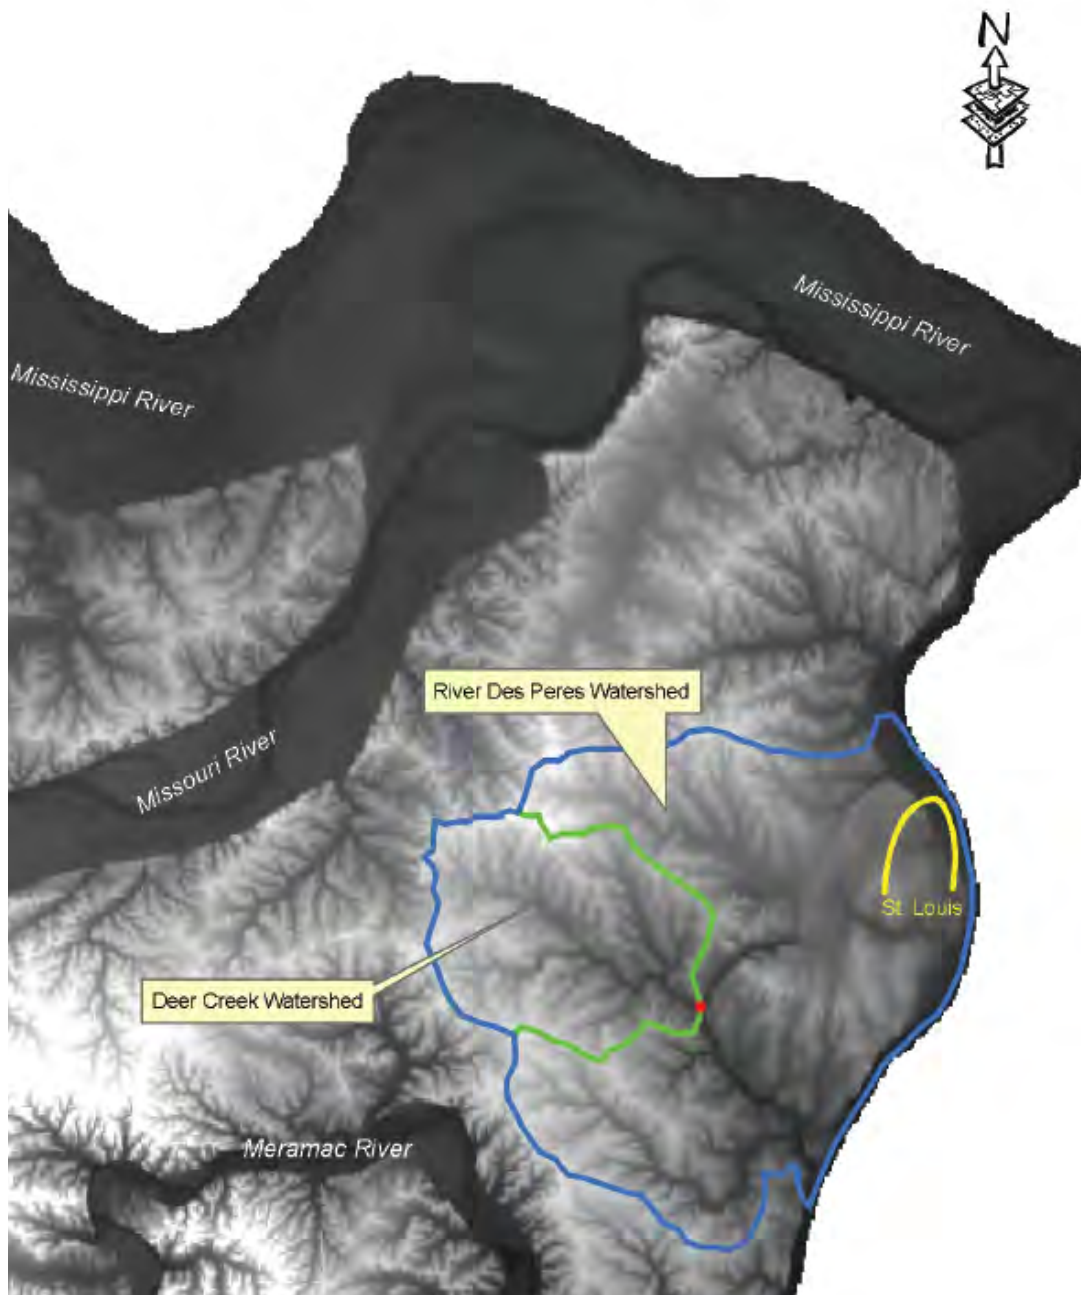 N
Mississippi River
Mississippi River
River Des Peres Watershed
Missouri River
St. Louis
Deer Creek Watershed
Meramac River